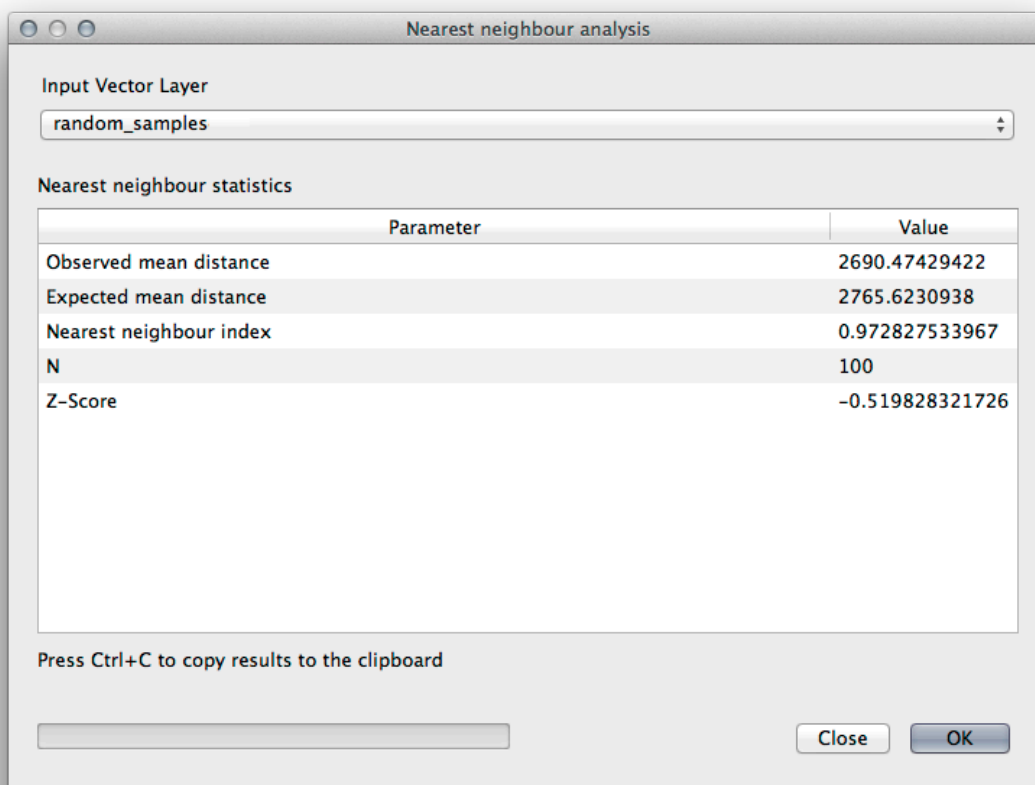 Nearest neighbour analysis
Input Vector Layer
random_samples
Nearest neighbour statistics
Parameter Value
Observed mean distance 2690.47429422
Expected mean distance 2765.6230938
Nearest neighbour index 0.972827533967
N 100
Z-Score -0.519828321726
Press Ctrl+C to copy results to the clipboard
Close OK